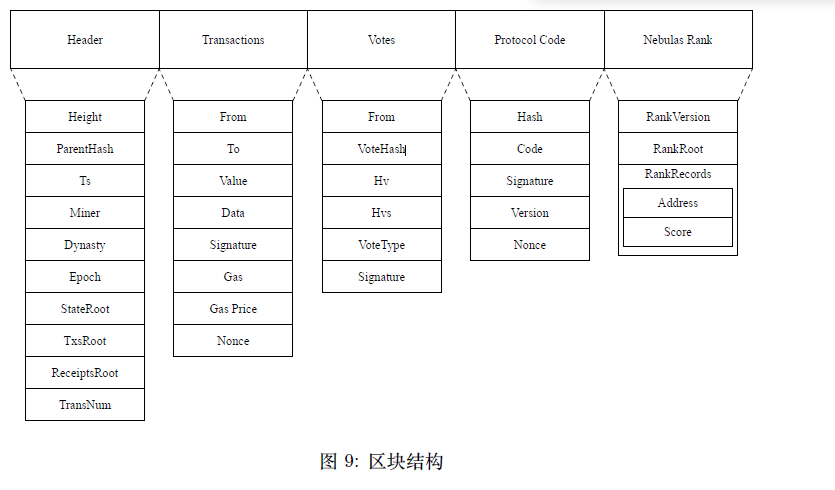 Header
Transactions
Votes
Protocol Code
Nebulas Rank
Height
ParentHash
Ts
Miner
Dynasty
Epoch
StateRoot
TxsRoot
ReceiptsRoot
TransNum
From
To
Value
Data
Signature
Gas
Gas Price
Nonce
From
VoteHash
Hv
Hvs
VoteType
Signature
Hash
Code
Signature
Version
Nonce
RankVersion
RankRoot
RankRecords
Address
Score
图 9: 区块结构